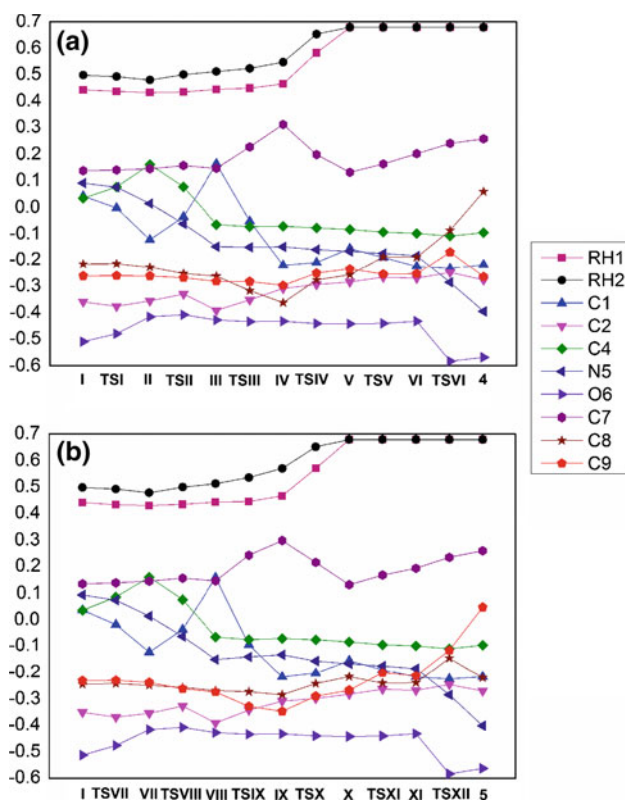 (a)
0.7
0.6
0.5
0.4
0.3
0.2
0.1
0.0
-0.1
-0.2
-0.3
-0.4
-0.5
-0.6
I TSI II TSII III TSIII IV TSIV V TSV VI TSVI 4
RH1
RH2
C1
C2
C4
N5
O6
C7
C8
C9
(b)
0.7
0.6
0.5
0.4
0.3
0.2
0.1
0.0
-0.1
-0.2
-0.3
-0.4
-0.5
-0.6
I TSVII VII TSVIII VIII TSIX IX TSX X TSXI XI TSXII 5